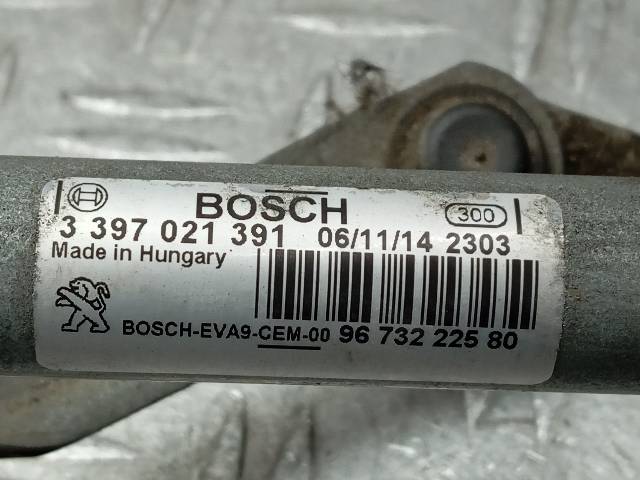 BOSCH 300
3 397 021 391 06/11/14 2303
Made in Hungary
BOSCH-EVA9-CEM-00 96 732 225 80